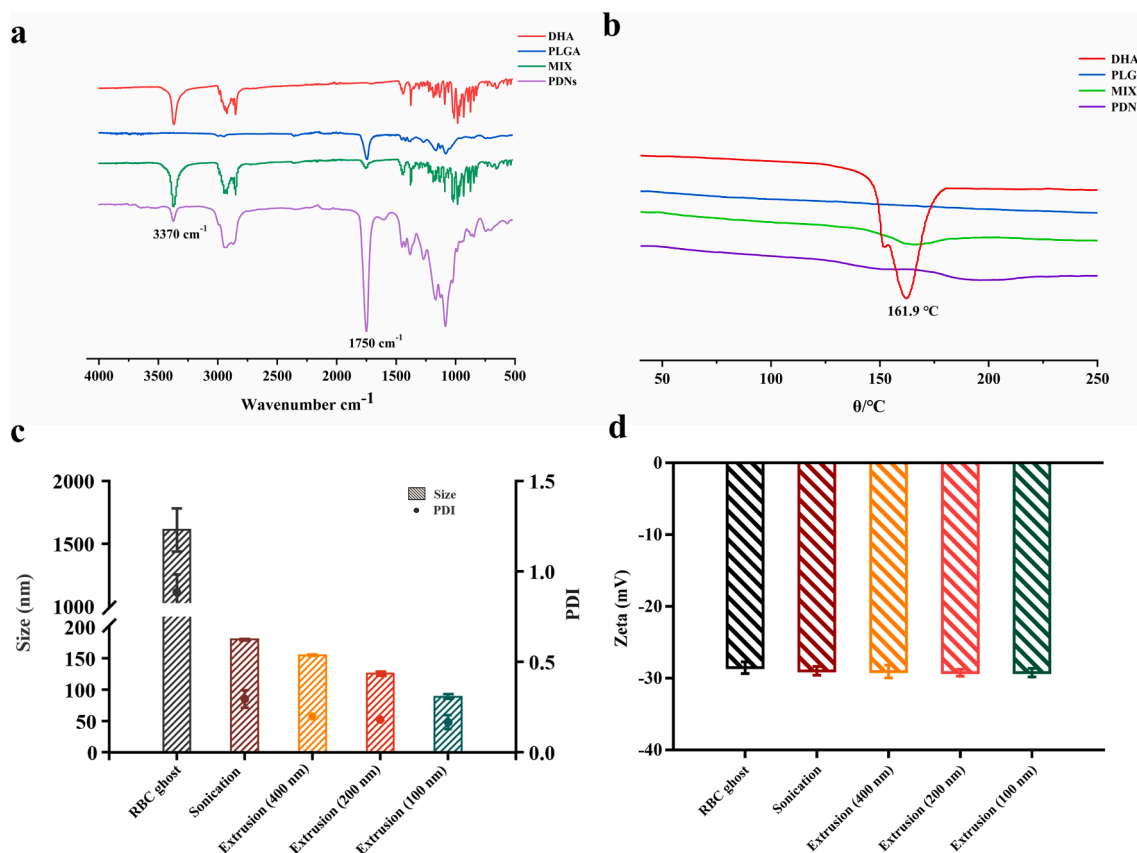 a
DHA
PLGA
MIX
PDNs
3370 cm-1
1750 cm-1
4000 3500 3000 2500 2000 1500 1000 500
Wavenumber cm-1
b
DHA
PLG
MIX
PDN
161.9 °C
50 100 150 200 250
θ/°C
c
2000
1500
1000
200
150
100
50
0
Size (nm)
Size
PDI
1.5
1.0
0.5
0.0
PDI
RBC ghost
Sonication
Extrusion (400 nm)
Extrusion (200 nm)
Extrusion (100 nm)
d
0
-10
-20
-30
-40
Zeta (mV)
RBC ghost
Sonication
Extrusion (400 nm)
Extrusion (200 nm)
Extrusion (100 nm)